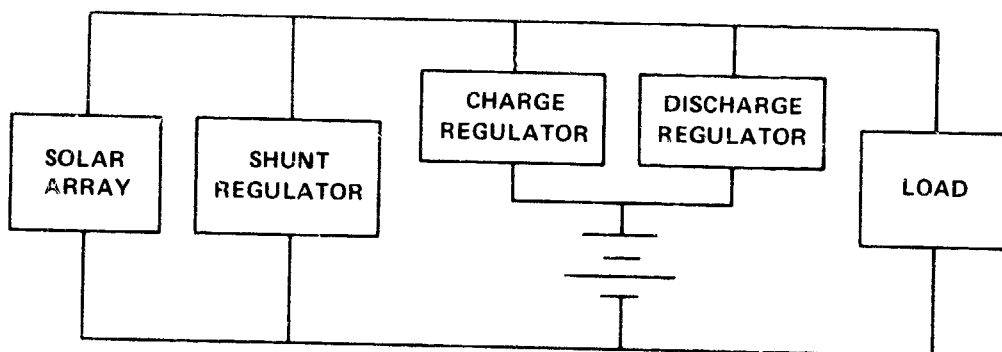 SOLAR
ARRAY
SHUNT
REGULATOR
CHARGE
REGULATOR
DISCHARGE
REGULATOR
LOAD